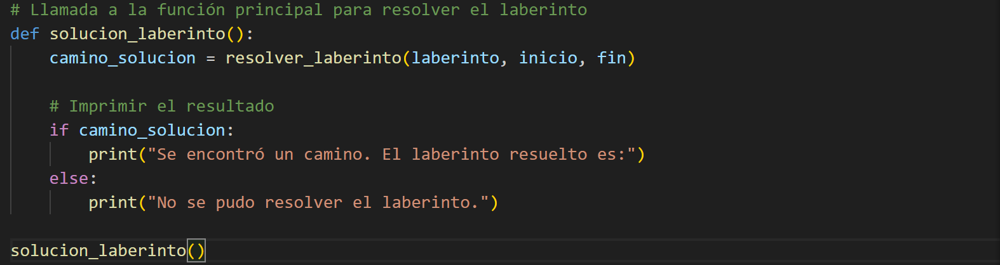 # Llamada a la función principal para resolver el laberinto
def solucion_laberinto():
    camino_solucion = resolver_laberinto(laberinto, inicio, fin)
    # Imprimir el resultado
    if camino_solucion:
        print("Se encontró un camino. El laberinto resuelto es:")
    else:
        print("No se pudo resolver el laberinto.")
solucion_laberinto()